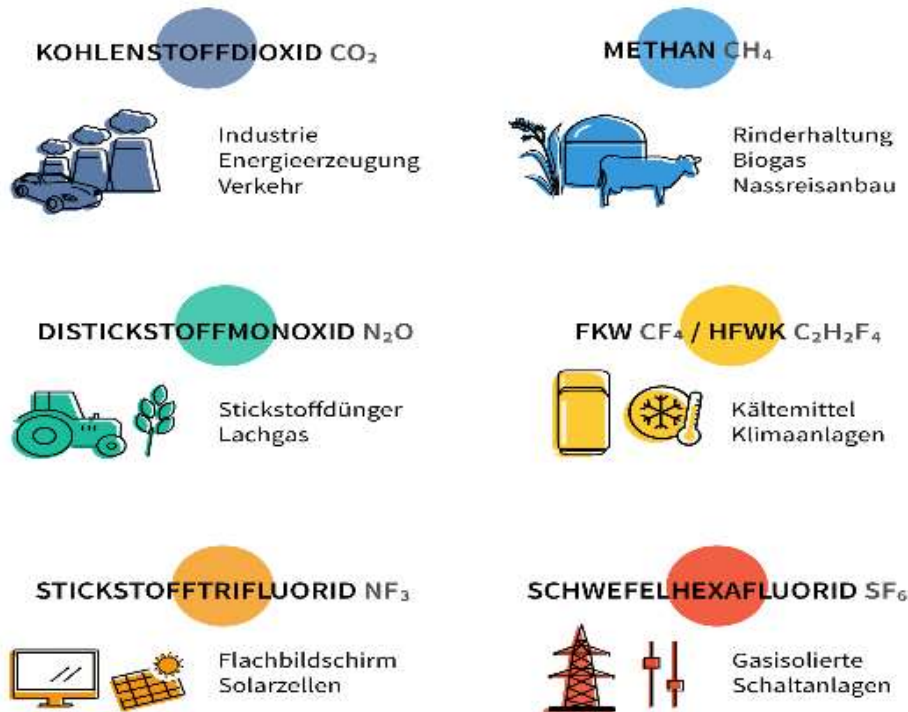 KOHLENSTOFFDIOXID CO₂
Industrie
Energieerzeugung
Verkehr
METHAN CH₄
Rinderhaltung
Biogas
Nassreisanbau
DISTICKSTOFFMONOXID N₂O
Stickstoffdünger
Lachgas
FKW CF₄ / HFWK C₂H₂F₄
Kältemittel
Klimaanlagen
STICKSTOFFTRIFLUORID NF₃
Flachbildschirm
Solarzellen
SCHWEFELHEXAFLUORID SF₆
Gasisolierte
Schaltanlagen